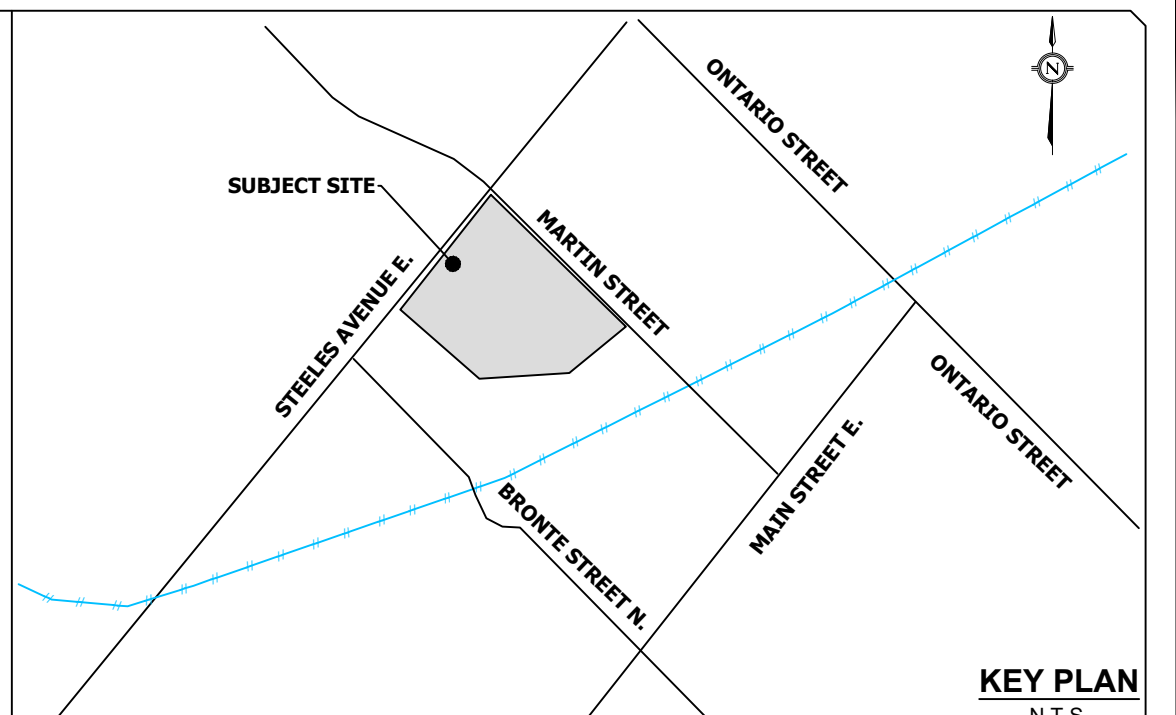 ONTARIO STREET
N
SUBJECT SITE
MARTIN STREET
STEELES AVENUE E.
ONTARIO STREET
MAIN STREET E.
BRONTE STREET N.
KEY PLAN
N.T.S.